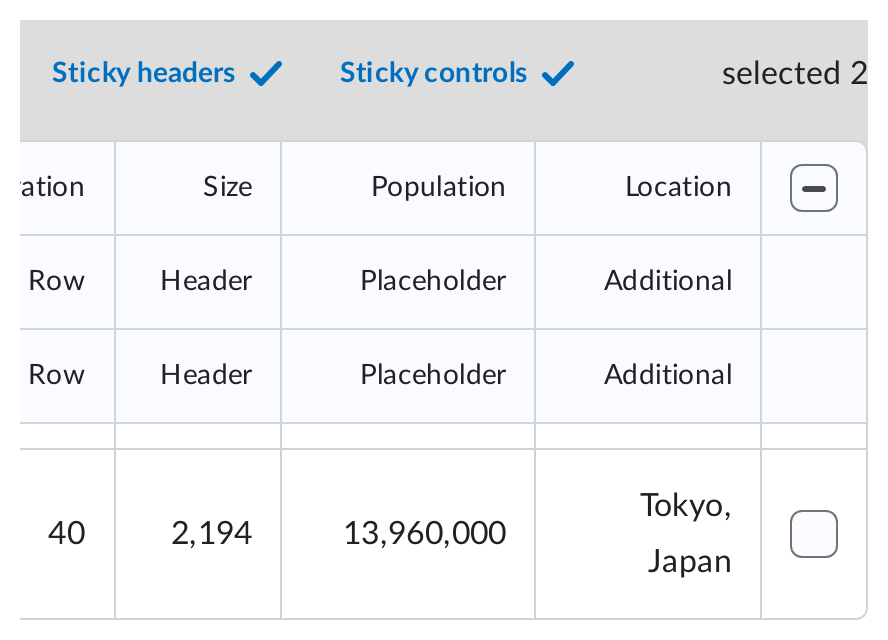 Sticky headers Sticky controls selected 2
Size Population Location
Row Header Placeholder Additional
Row Header Placeholder Additional
40 2,194 13,960,000 Tokyo,
Japan